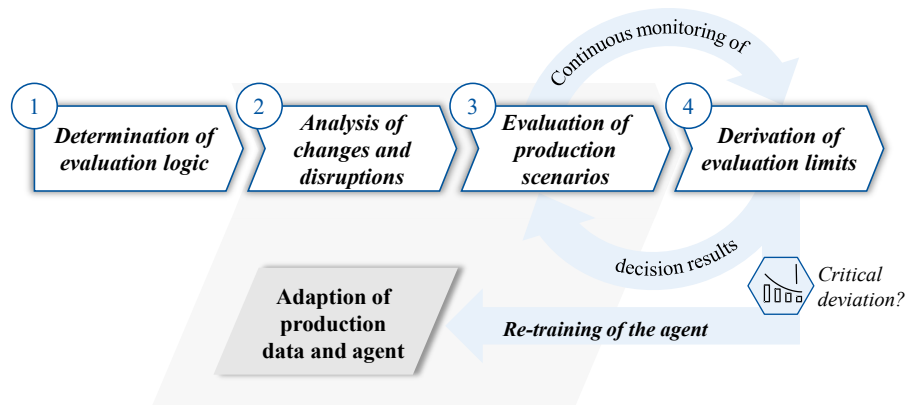 Continuous monitoring of
1
Determination of
evaluation logic
2
Analysis of
changes and
disruptions
3
Evaluation of
production
scenarios
4
Derivation of
evaluation limits
decision results
Critical
deviation?
Adaption of
production
data and agent
Re-training of the agent